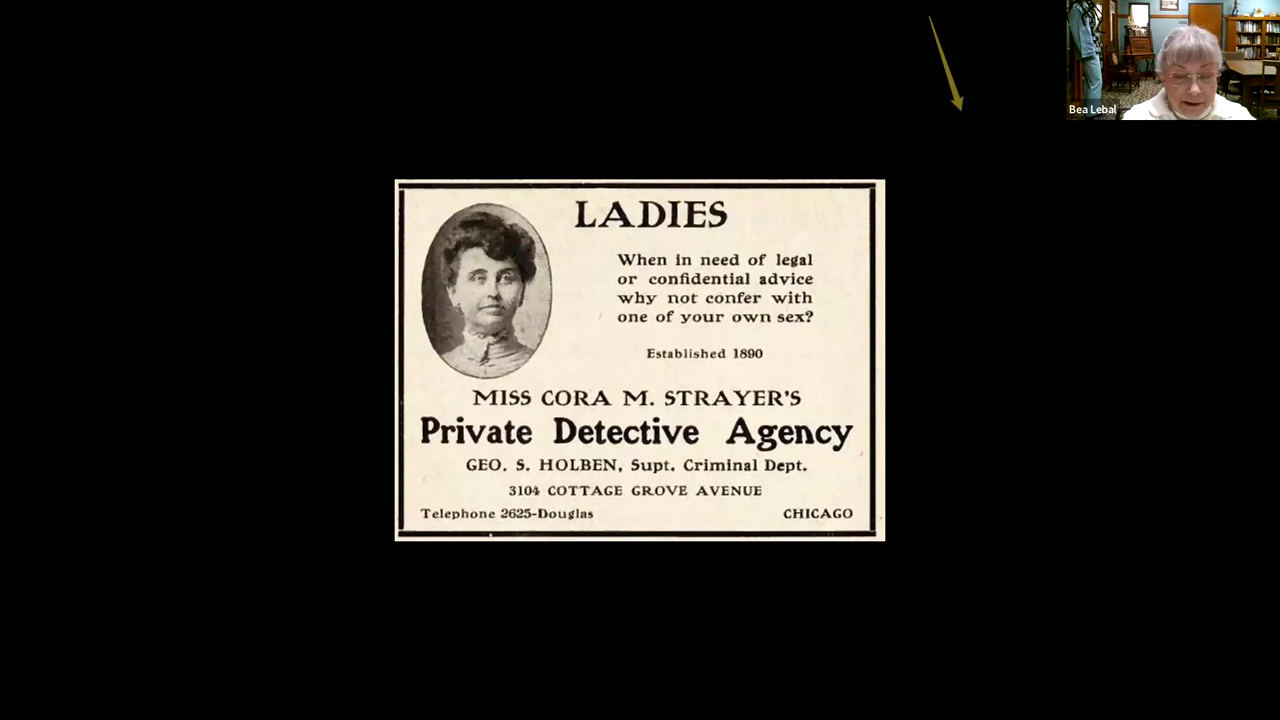 Bea Lebal
LADIES
When in need of legal
or confidential advice
why not confer with
one of your own sex?
Established 1890
MISS CORA M. STRAYER'S
Private Detective Agency
GEO. S. HOLBEN, Supt. Criminal Dept.
3104 COTTAGE GROVE AVENUE
Telephone 2625-Douglas CHICAGO